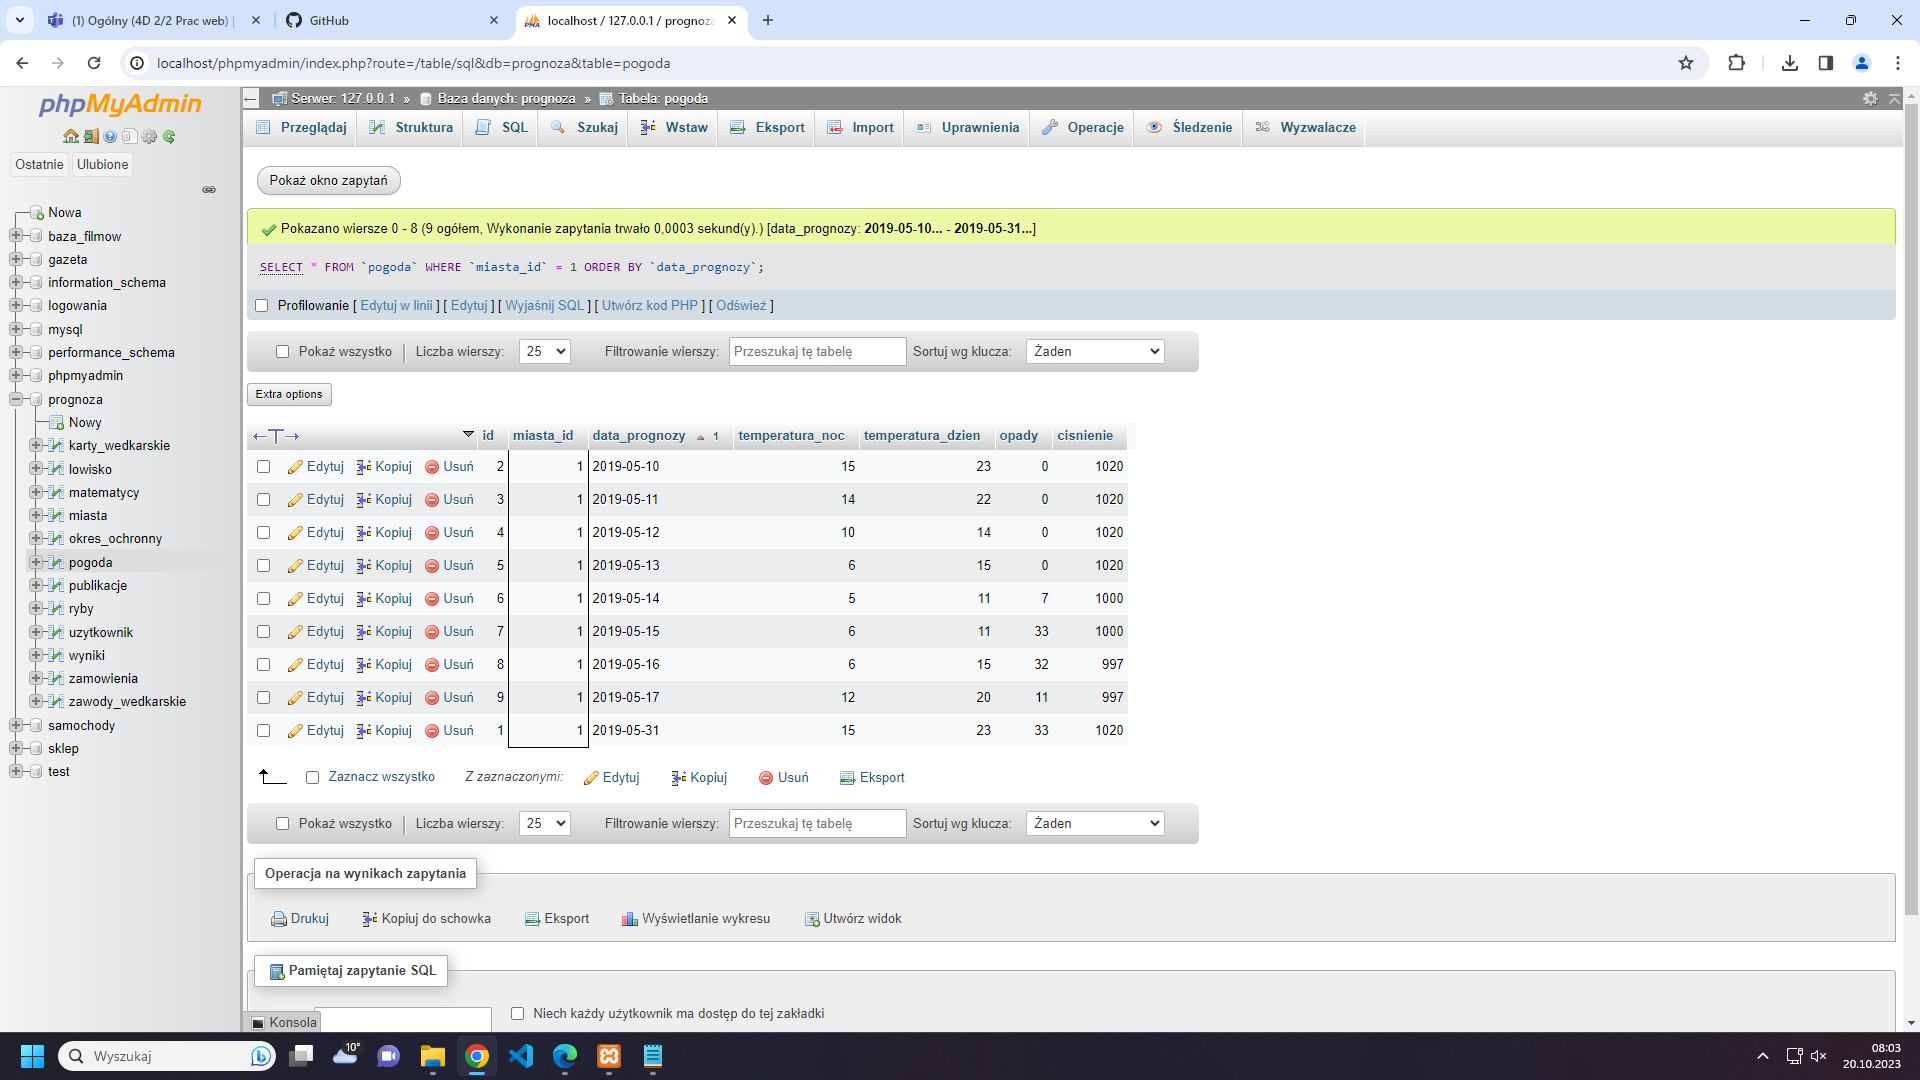 (1) Ogólny (4D 2/2 Prac web) |
GitHub
localhost / 127.0.0.1 / prognoza
localhost/phpmyadmin/index.php?route=/table/sql&db=prognoza&table=pogoda
phpMyAdmin
Ostatnie
Ulubione
Nowa
baza_filmow
gazeta
information_schema
logowania
mysql
performance_schema
phpmyadmin
prognoza
Nowy
karty_wedkarskie
lowisko
matematycy
miasta
okres_ochronny
pogoda
publikacje
ryby
uzytkownik
wyniki
zamowienia
zawody_wedkarskie
samochody
sklep
test
Serwer: 127.0.0.1 » Baza danych: prognoza » Tabela: pogoda
Przeglądaj Struktura SQL Szukaj Wstaw Eksport Import Uprawnienia Operacje Śledzenie Wyzwalacze
Pokaż okno zapytań
Pokazano wiersze 0 - 8 (9 ogółem, Wykonanie zapytania trwało 0,0003 sekund(y).) [data_prognozy: 2019-05-10... - 2019-05-31...]
SELECT * FROM `pogoda` WHERE `miasta_id` = 1 ORDER BY `data_prognozy`;
Profilowanie [ Edytuj w linii ] [ Edytuj ] [ Wyjaśnij SQL ] [ Utwórz kod PHP ] [ Odśwież ]
Pokaż wszystko Liczba wierszy: 25 Filtrowanie wierszy: Przeszukaj tę tabelę Sortuj wg klucza: Żaden
Extra options
←T→ id miasta_id data_prognozy 1 temperatura_noc temperatura_dzien opady cisnienie
Edytuj Kopiuj Usuń 2 1 2019-05-10 15 23 0 1020
Edytuj Kopiuj Usuń 3 1 2019-05-11 14 22 0 1020
Edytuj Kopiuj Usuń 4 1 2019-05-12 10 14 0 1020
Edytuj Kopiuj Usuń 5 1 2019-05-13 6 15 0 1020
Edytuj Kopiuj Usuń 6 1 2019-05-14 5 11 7 1000
Edytuj Kopiuj Usuń 7 1 2019-05-15 6 11 33 1000
Edytuj Kopiuj Usuń 8 1 2019-05-16 6 15 32 997
Edytuj Kopiuj Usuń 9 1 2019-05-17 12 20 11 997
Edytuj Kopiuj Usuń 1 1 2019-05-31 15 23 33 1020
Zaznacz wszystko Z zaznaczonymi: Edytuj Kopiuj Usuń Eksport
Pokaż wszystko Liczba wierszy: 25 Filtrowanie wierszy: Przeszukaj tę tabelę Sortuj wg klucza: Żaden
Operacja na wynikach zapytania
Drukuj Kopiuj do schowka Eksport Wyświetlanie wykresu Utwórz widok
Pamiętaj zapytanie SQL
Niech każdy użytkownik ma dostęp do tej zakładki
Konsola
Wyszukaj
10°
08:03
20.10.2023